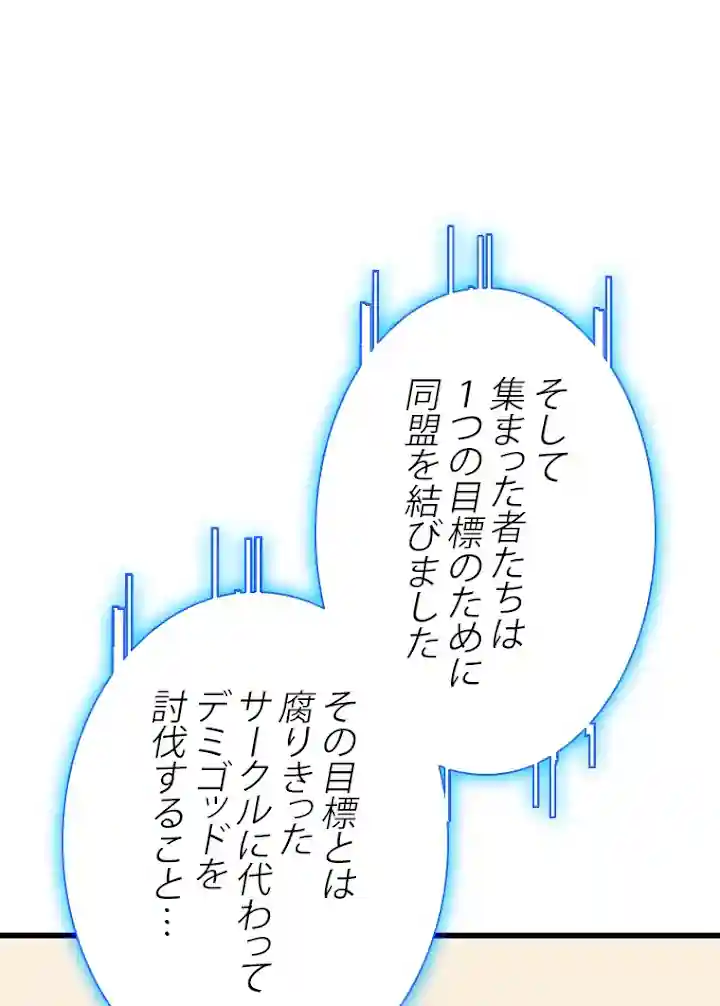 そして
集まった者たちは
1つの目標のために
同盟を結びました
その目標とは
腐りきった
サークルに代わって
デミゴッドを
討伐すること…